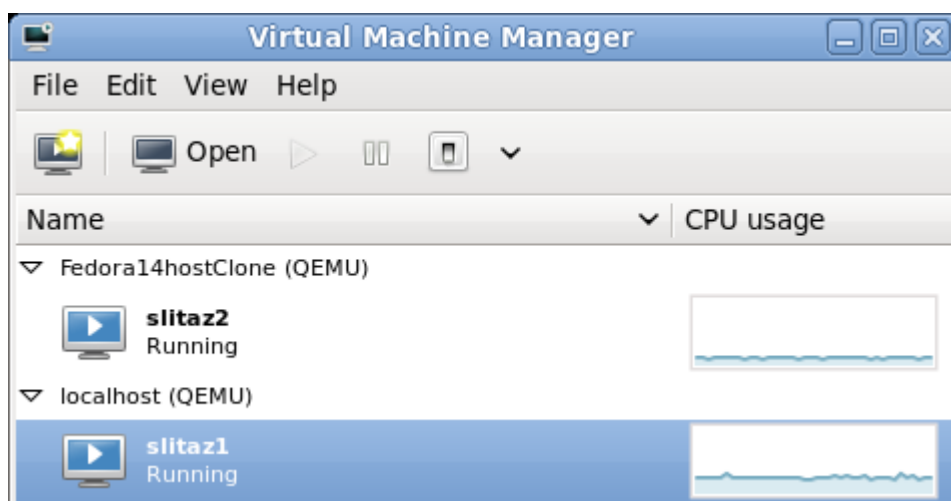 Virtual Machine Manager
File Edit View Help
Open
Name CPU usage
Fedora14hostClone (QEMU)
slitaz2
Running
localhost (QEMU)
slitaz1
Running